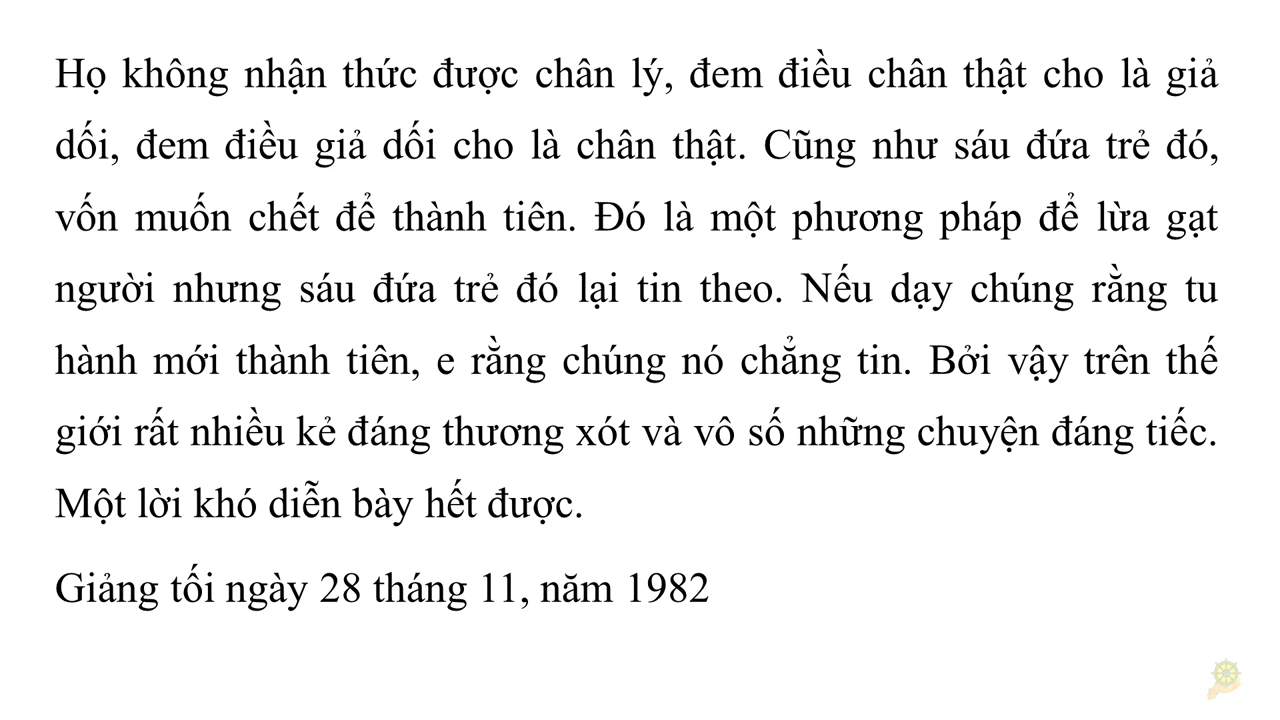 Họ không nhận thức được chân lý, đem điều chân thật cho là giả
dối, đem điều giả dối cho là chân thật. Cũng như sáu đứa trẻ đó,
vốn muốn chết để thành tiên. Đó là một phương pháp để lừa gạt
người nhưng sáu đứa trẻ đó lại tin theo. Nếu dạy chúng rằng tu
hành mới thành tiên, e rằng chúng nó chẳng tin. Bởi vậy trên thế
giới rất nhiều kẻ đáng thương xót và vô số những chuyện đáng tiếc.
Một lời khó diễn bày hết được.
Giảng tối ngày 28 tháng 11, năm 1982